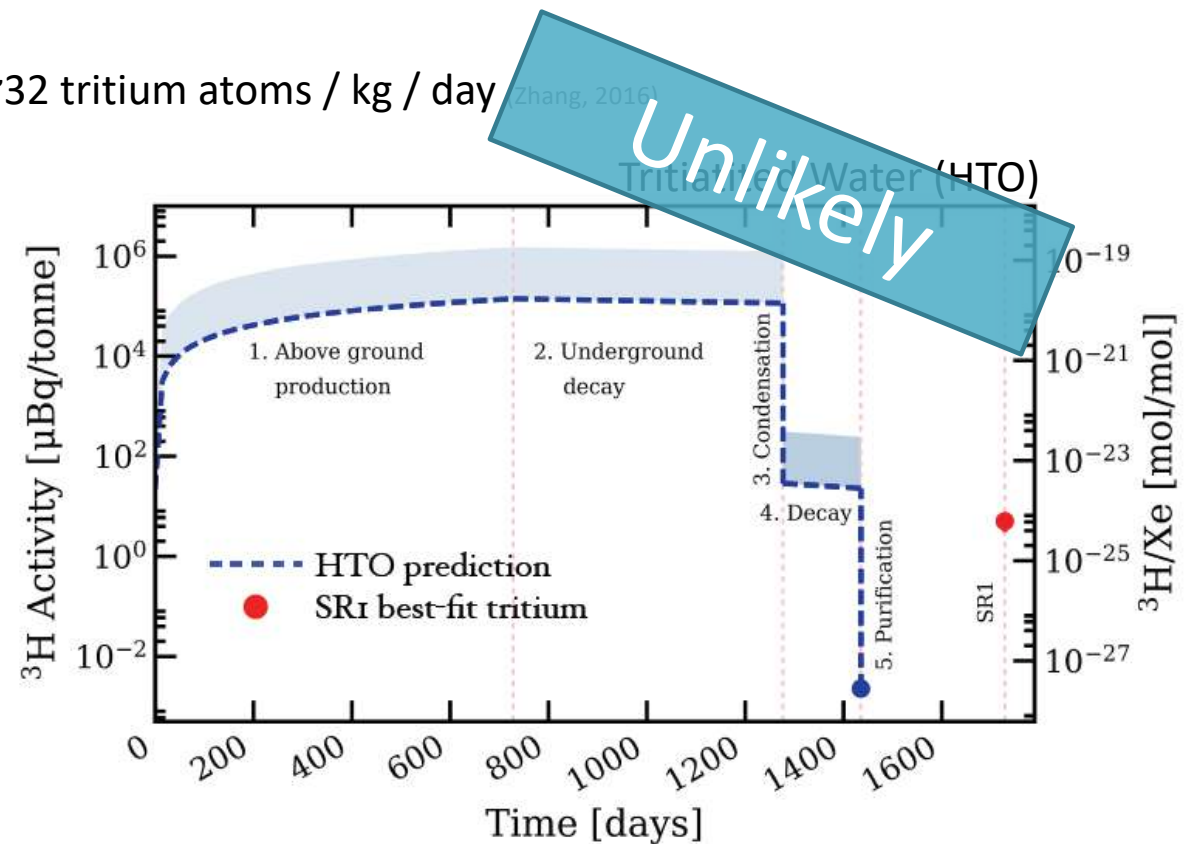 ~32 tritium atoms / kg / day (Zhang, 2016)
Unlikely
Tritiatited Water (HTO)
³H Activity [µBq/tonne]
10⁶
10⁴
10²
10⁰
10⁻²
1. Above ground
production
2. Underground
decay
3. Condensation
4. Decay
5. Purification
SR1
HTO prediction
SR1 best-fit tritium
10⁻¹⁹
10⁻²¹
10⁻²³
10⁻²⁵
10⁻²⁷
³H/Xe [mol/mol]
0 200 400 600 800 1000 1200 1400 1600
Time [days]